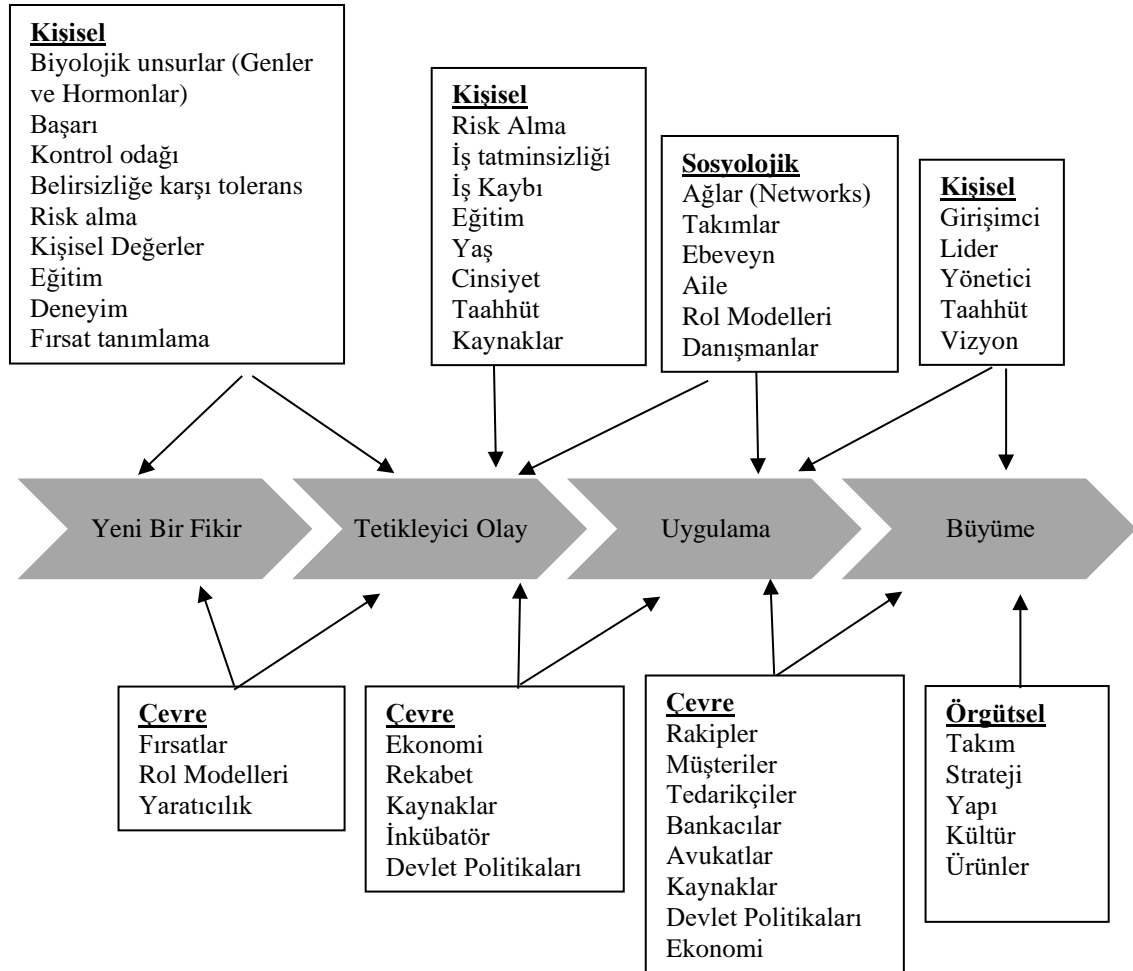 Kişisel
Biyolojik unsurlar (Genler
ve Hormonlar)
Başarı
Kontrol odağı
Belirsizliğe karşı tolerans
Risk alma
Kişisel Değerler
Eğitim
Deneyim
Fırsat tanımlama
Kişisel
Risk Alma
İş tatminsizliği
İş Kaybı
Eğitim
Yaş
Cinsiyet
Taahhüt
Kaynaklar
Sosyolojik
Ağlar (Networks)
Takımlar
Ebeveyn
Aile
Rol Modelleri
Danışmanlar
Kişisel
Girişimci
Lider
Yönetici
Taahhüt
Vizyon
Yeni Bir Fikir
Tetikleyici Olay
Uygulama
Büyüme
Çevre
Fırsatlar
Rol Modelleri
Yaratıcılık
Çevre
Ekonomi
Rekabet
Kaynaklar
İnkübatör
Devlet Politikaları
Çevre
Rakipler
Müşteriler
Tedarikçiler
Bankacılar
Avukatlar
Kaynaklar
Devlet Politikaları
Ekonomi
Örgütsel
Takım
Strateji
Yapı
Kültür
Ürünler